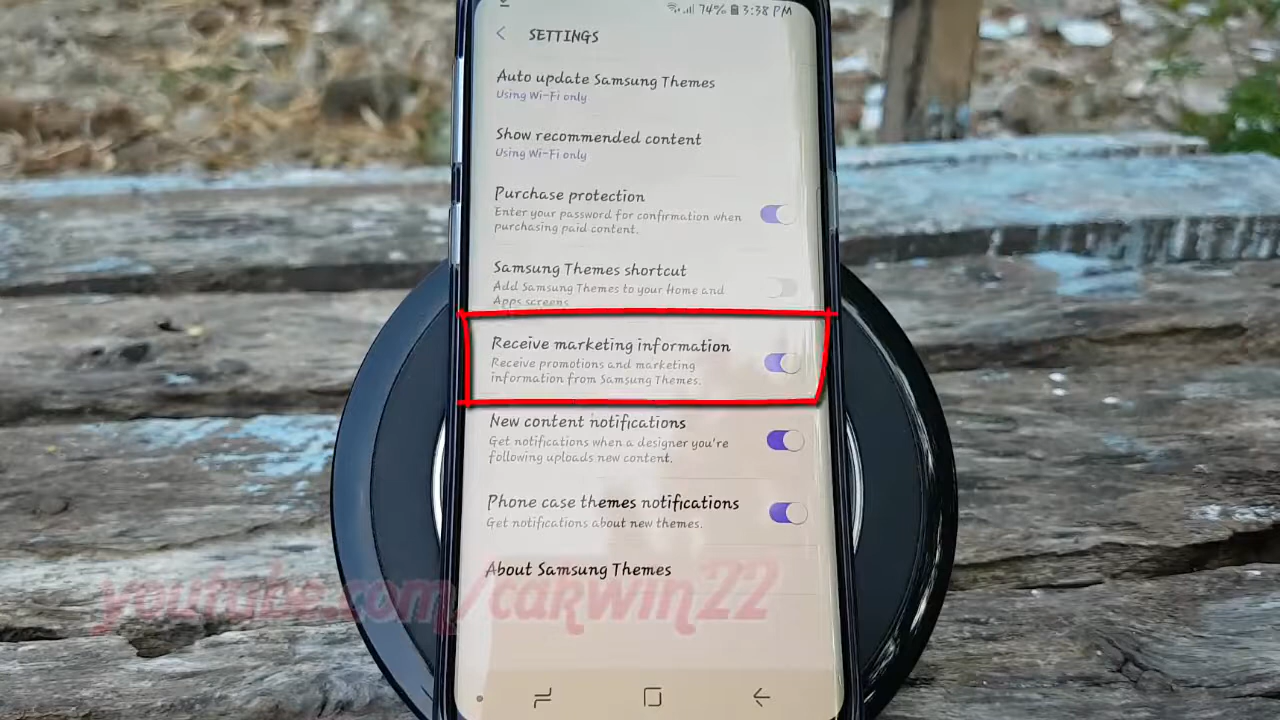 74% 3:38 PM
SETTINGS
Auto update Samsung Themes
Using Wi-Fi only
Show recommended content
Using Wi-Fi only
Purchase protection
Enter your password for confirmation when
purchasing paid content.
Samsung Themes shortcut
Add Samsung Themes to your Home and
Apps screens
Receive marketing information
Receive promotions and marketing
information from Samsung Themes.
New content notifications
Get notifications when a designer you're
following uploads new content.
Phone case themes notifications
Get notifications about new themes.
About Samsung Themes
youtube.com/cakwin22